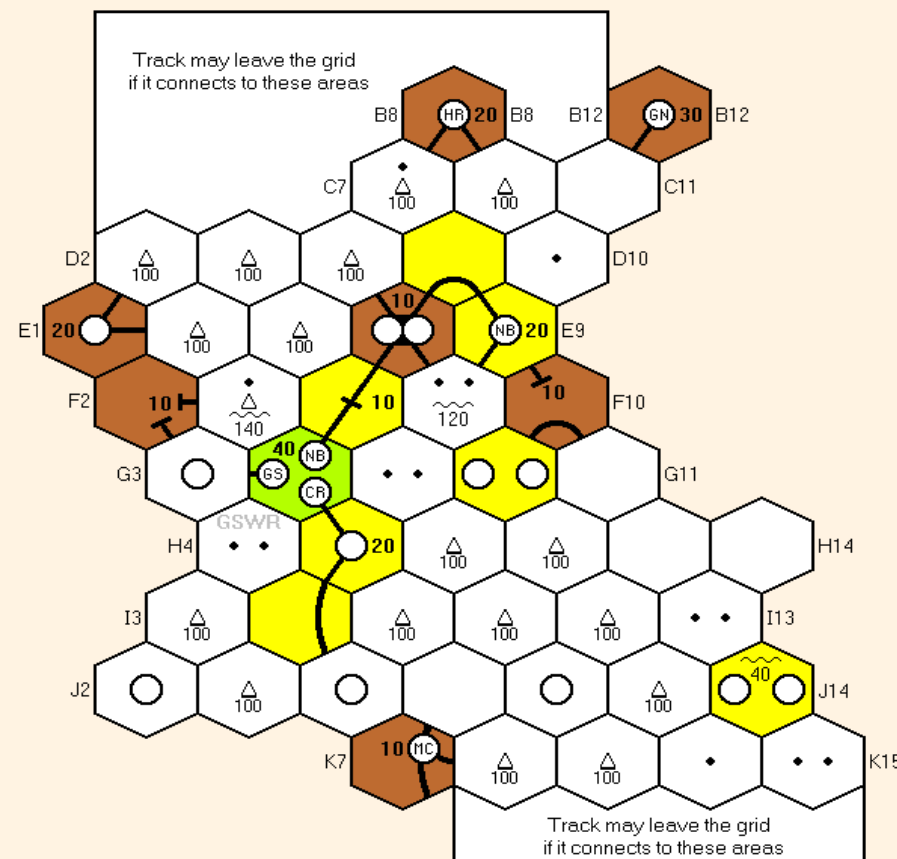 Track may leave the grid
if it connects to these areas
B8 HR 20 B8 B12 GN 30 B12
C7 100 100 C11
D2 100 100 100 D10
10
E1 20 100 100 NB 20 E9
F2 10 140 10 120 10 F10
G3 40 GS NB CR G11
GSWR
H4 20 100 100 H14
I3 100 100 100 100 I13
J2 100 100 40 J14
K7 10 MC 100 100 K15
Track may leave the grid
if it connects to these areas